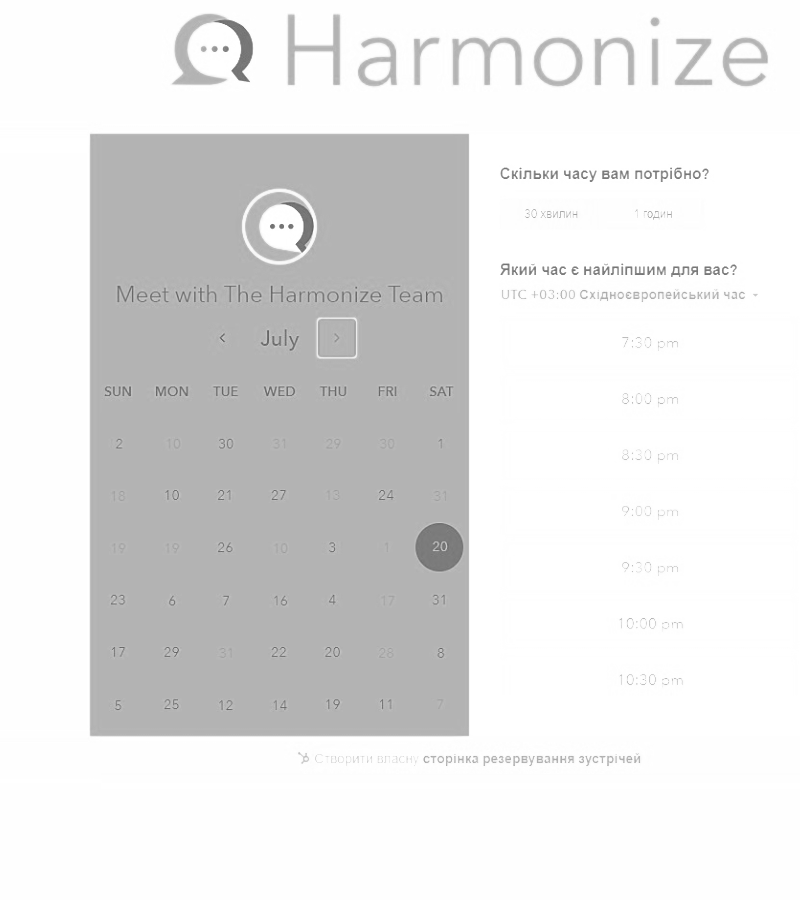 Harmonize
Meet with The Harmonize Team
July
SUN MON TUE WED THU FRI SAT
2 10 30 31 29 30 1
18 10 21 27 13 24 31
19 19 26 10 3 1 20
23 6 7 16 4 17 31
17 29 31 22 20 26 8
5 25 12 14 19 11 7
Скільки часу вам потрібно?
30 хвилин 1 годин
Який час є найліпшим для вас?
UTC +03:00 Східноєвропейський час
7:30 pm
8:00 pm
8:30 pm
9:00 pm
9:30 pm
10:00 pm
10:30 pm
Створити власну сторінка резервування зустрічей